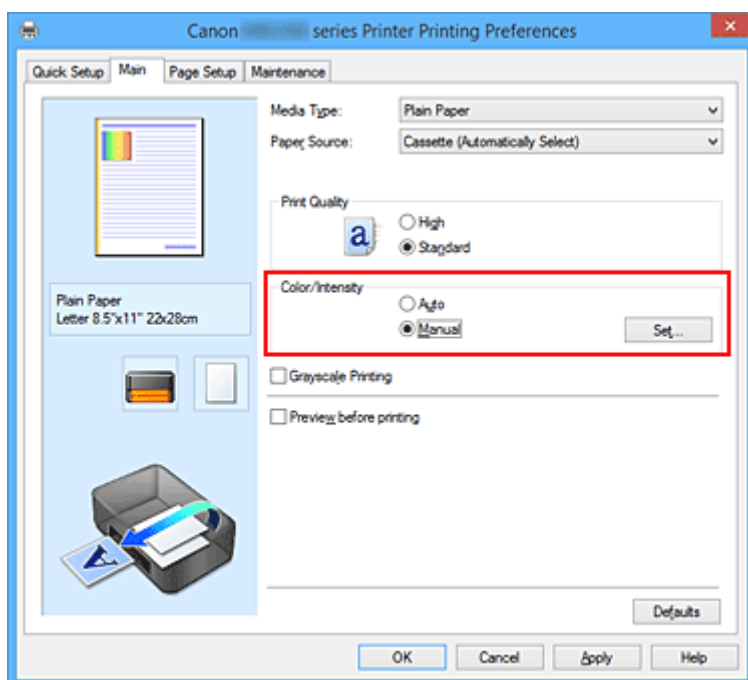 Canon series Printer Printing Preferences
Quick Setup Main Page Setup Maintenance
Media Type: Plain Paper
Paper Source: Cassette (Automatically Select)
Print Quality
a
High
Standard
Color/Intensity
Auto
Manual Set...
Plain Paper
Letter 8.5"x11" 22x28cm
Grayscale Printing
Preview before printing
A
Defaults
OK Cancel Apply Help